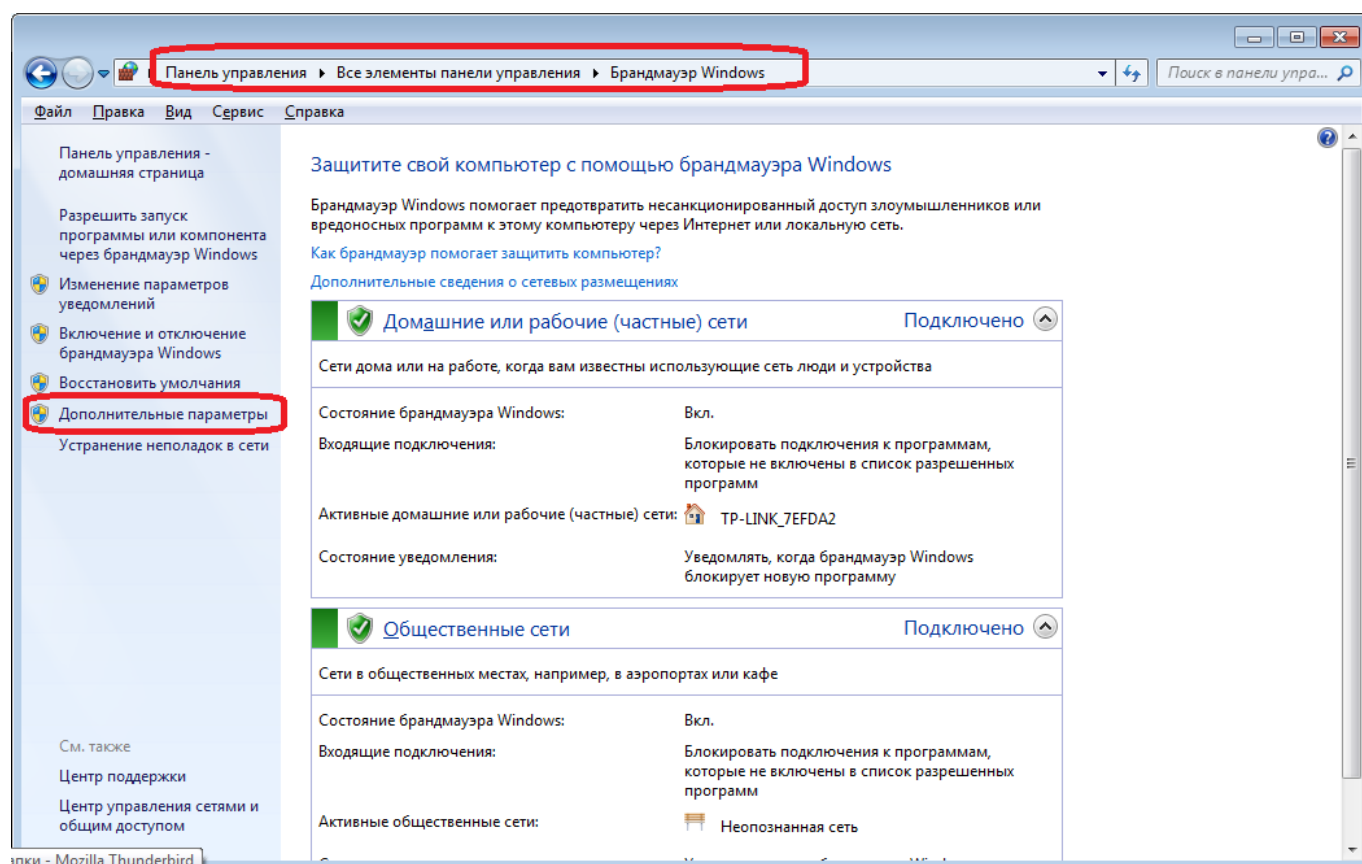 Панель управления ▸ Все элементы панели управления ▸ Брандмауэр Windows
Поиск в панели упра...
Файл Правка Вид Сервис Справка
Панель управления -
домашняя страница
Разрешить запуск
программы или компонента
через брандмауэр Windows
Изменение параметров
уведомлений
Включение и отключение
брандмауэра Windows
Восстановить умолчания
Дополнительные параметры
Устранение неполадок в сети
См. также
Центр поддержки
Центр управления сетями и
общим доступом
Защитите свой компьютер с помощью брандмауэра Windows
Брандмауэр Windows помогает предотвратить несанкционированный доступ злоумышленников или
вредоносных программ к этому компьютеру через Интернет или локальную сеть.
Как брандмауэр помогает защитить компьютер?
Дополнительные сведения о сетевых размещениях
Домашние или рабочие (частные) сети Подключено
Сети дома или на работе, когда вам известны использующие сеть люди и устройства
Состояние брандмауэра Windows: Вкл.
Входящие подключения: Блокировать подключения к программам,
которые не включены в список разрешенных
программ
Активные домашние или рабочие (частные) сети: TP-LINK_7EFDA2
Состояние уведомления: Уведомлять, когда брандмауэр Windows
блокирует новую программу
Общественные сети Подключено
Сети в общественных местах, например, в аэропортах или кафе
Состояние брандмауэра Windows: Вкл.
Входящие подключения: Блокировать подключения к программам,
которые не включены в список разрешенных
программ
Активные общественные сети: Неопознанная сеть
- Mozilla Thunderbird